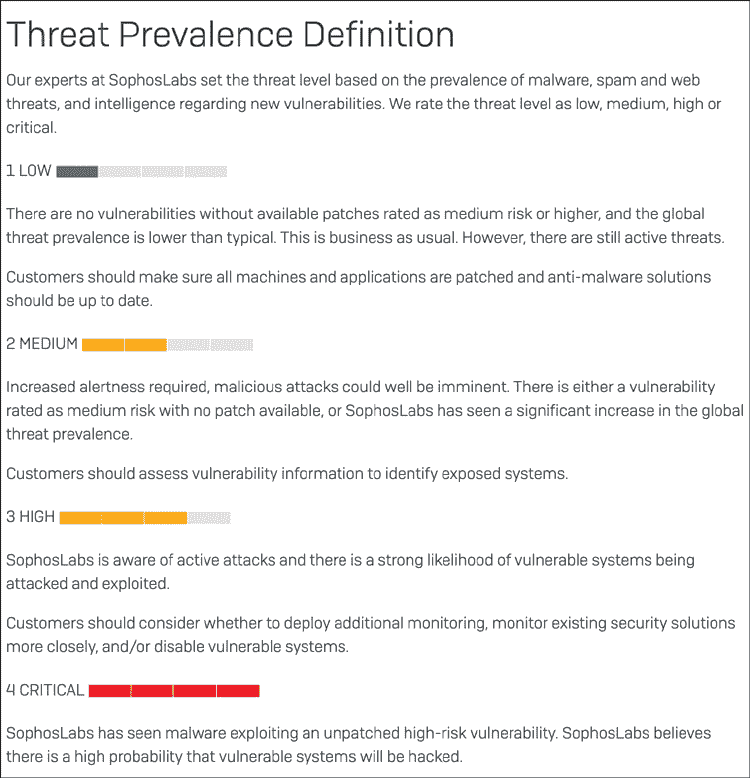 Threat Prevalence Definition
Our experts at SophosLabs set the threat level based on the prevalence of malware, spam and web
threats, and intelligence regarding new vulnerabilities. We rate the threat level as low, medium, high or
critical.
1 LOW
There are no vulnerabilities without available patches rated as medium risk or higher, and the global
threat prevalence is lower than typical. This is business as usual. However, there are still active threats.
Customers should make sure all machines and applications are patched and anti-malware solutions
should be up to date.
2 MEDIUM
Increased alertness required, malicious attacks could well be imminent. There is either a vulnerability
rated as medium risk with no patch available, or SophosLabs has seen a significant increase in the global
threat prevalence.
Customers should assess vulnerability information to identify exposed systems.
3 HIGH
SophosLabs is aware of active attacks and there is a strong likelihood of vulnerable systems being
attacked and exploited.
Customers should consider whether to deploy additional monitoring, monitor existing security solutions
more closely, and/or disable vulnerable systems.
4 CRITICAL
SophosLabs has seen malware exploiting an unpatched high-risk vulnerability. SophosLabs believes
there is a high probability that vulnerable systems will be hacked.